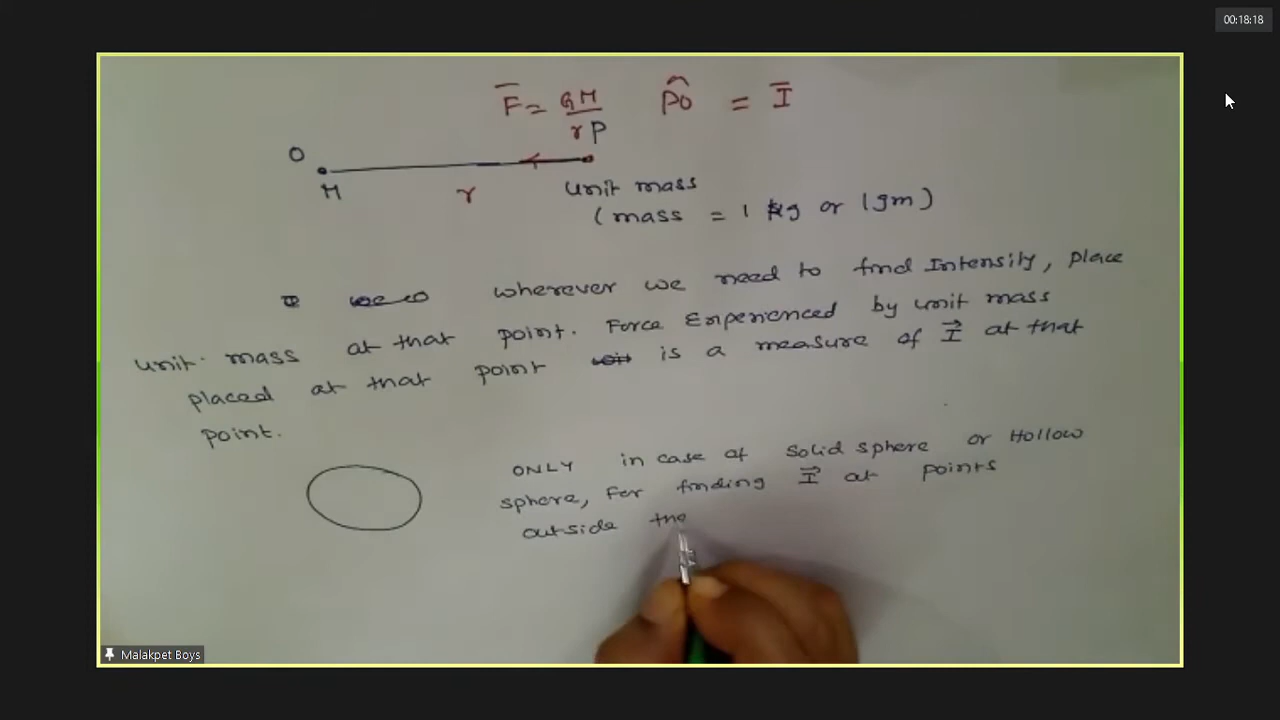 00:18:18
F̅ = GM/r P̂O = I̅
O P
M r unit mass
(mass = 1 kg or 1gm)
wherever we need to find Intensity, place
unit mass at that point. Force Experienced by unit mass
placed at that point is a measure of I⃗ at that
point.
ONLY in case of solid sphere or Hollow
sphere, For finding I⃗ at points
outside the
Malakpet Boys